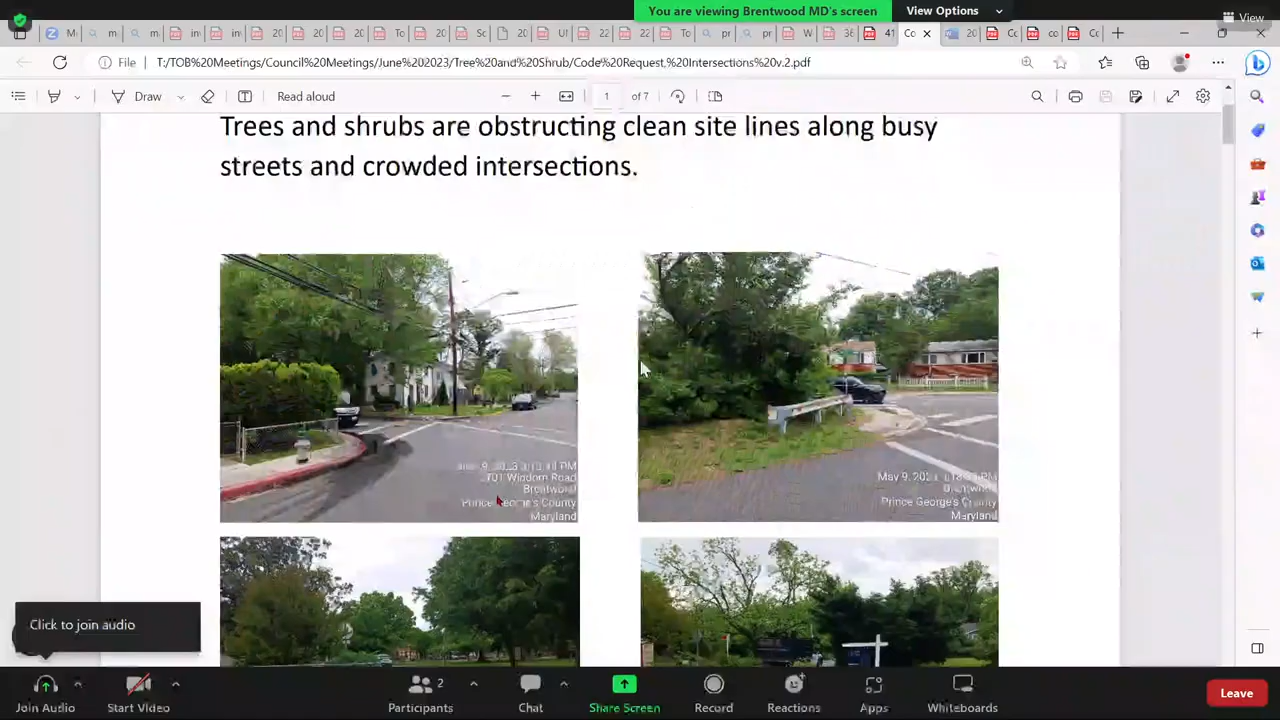 You are viewing Brentwood MD's screen
View Options
View
File
T:/TOB%20Meetings/Council%20Meetings/June%202023/Tree%20and%20Shrub/Code%20Request,%20Intersections%20v.2.pdf
Draw
Read aloud
1
of 7
Trees and shrubs are obstructing clean site lines along busy
streets and crowded intersections.
Windom Road
Brentwood
Prince George's County
Maryland
May 9,
Brentwood
Prince George's County
Maryland
Click to join audio
Join Audio
Start Video
2
Participants
Chat
Share Screen
Record
Reactions
Apps
Whiteboards
Leave